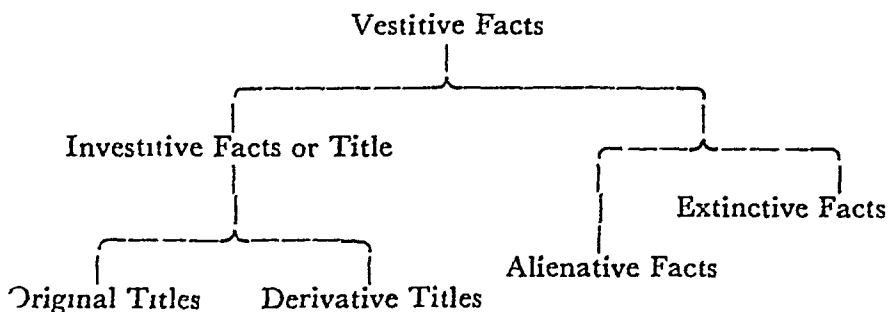 Vestitive Facts
Investitive Facts or Title
Extinctive Facts
Alienative Facts
Original Titles Derivative Titles